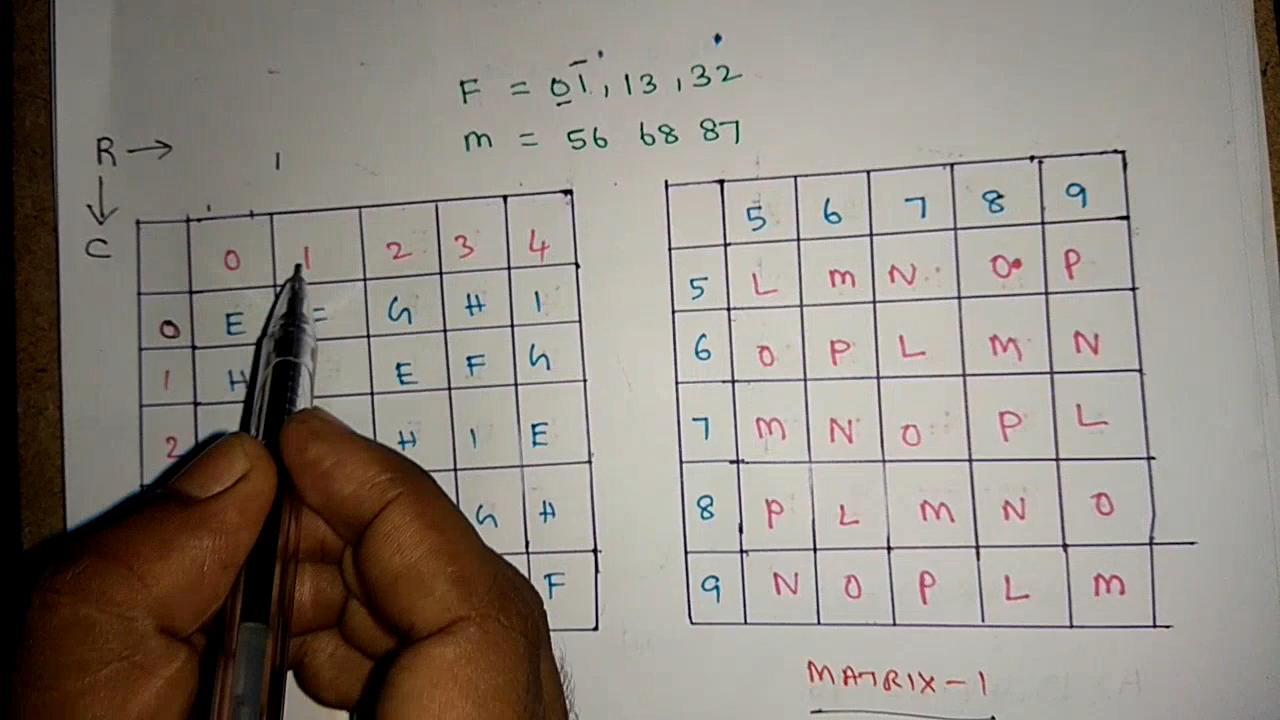 F = 01, 13, 32
m = 56 68 87
R →
1
↓
C
0 1 2 3 4
0 E G H I
1 H E F G
2 H I E
G H
F
5 6 7 8 9
5 L M N O P
6 O P L M N
7 M N O P L
8 P L M N O
9 N O P L M
MATRIX-1